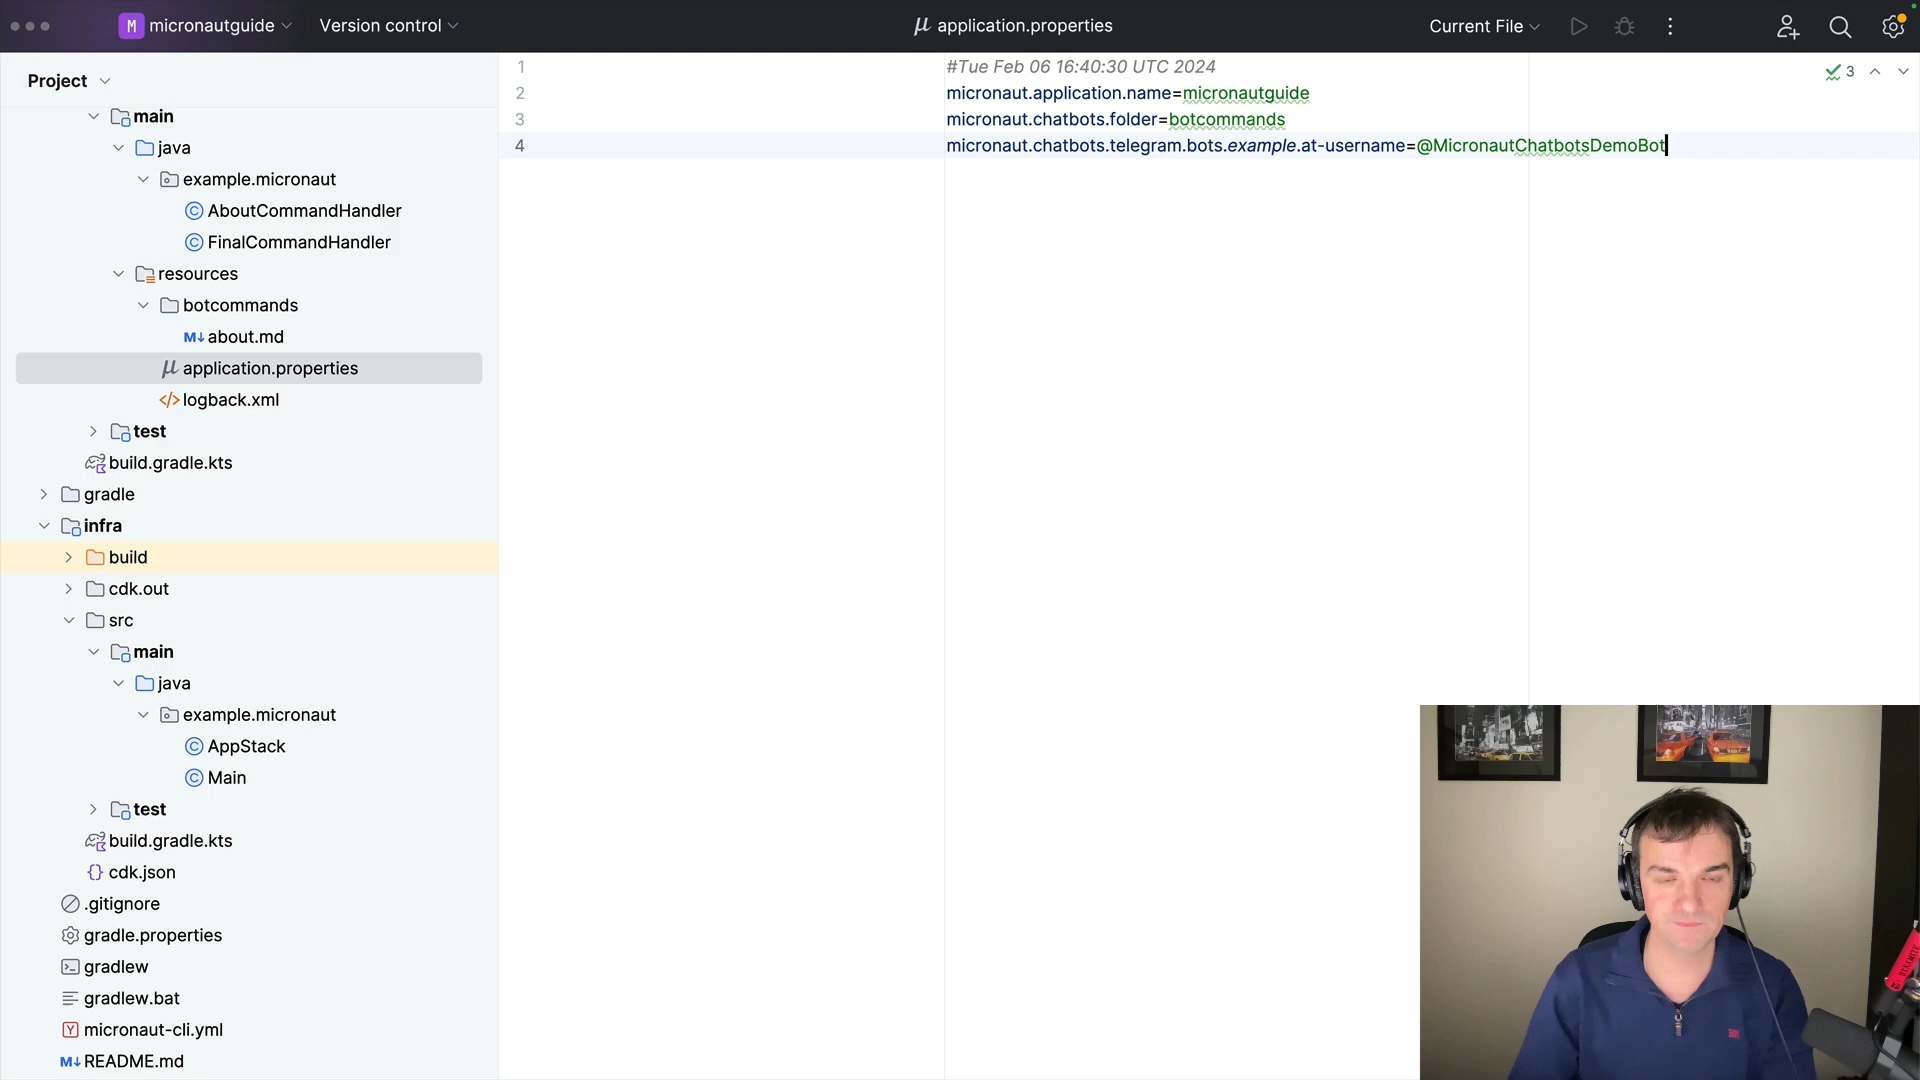 M micronautguide
Version control
µ application.properties
Current File
Project
main
java
example.micronaut
C AboutCommandHandler
C FinalCommandHandler
resources
botcommands
M↓ about.md
µ application.properties
</> logback.xml
test
build.gradle.kts
gradle
infra
build
cdk.out
src
main
java
example.micronaut
C AppStack
C Main
test
build.gradle.kts
{} cdk.json
.gitignore
gradle.properties
gradlew
gradlew.bat
Y micronaut-cli.yml
M↓ README.md
1 #Tue Feb 06 16:40:30 UTC 2024
2 micronaut.application.name=micronautguide
3 micronaut.chatbots.folder=botcommands
4 micronaut.chatbots.telegram.bots.example.at-username=@MicronautChatbotsDemoBot
3